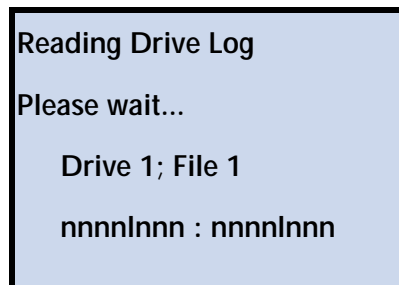 Reading Drive Log
Please wait...
Drive 1; File 1
nnnnlnnn : nnnnlnnn